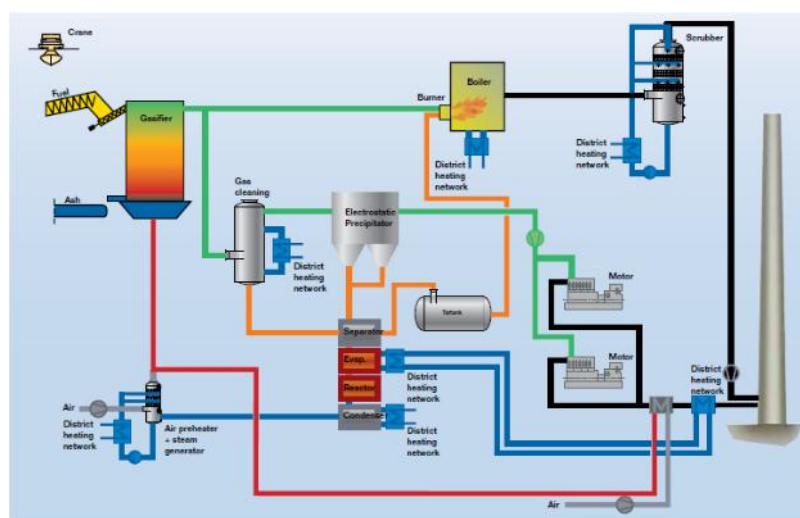 Crane
Scrubber
Fuel
Gasifier
Burner
Boiler
District
heating
network
District
heating
network
Ash
Gas
cleaning
Electrostatic
Precipitator
District
heating
network
Motor
Separator
Evap.
Reactor
Condenser
District
heating
network
District
heating
network
Motor
District
heating
network
Air
District
heating
network
Air preheater
+ steam
generator
Air